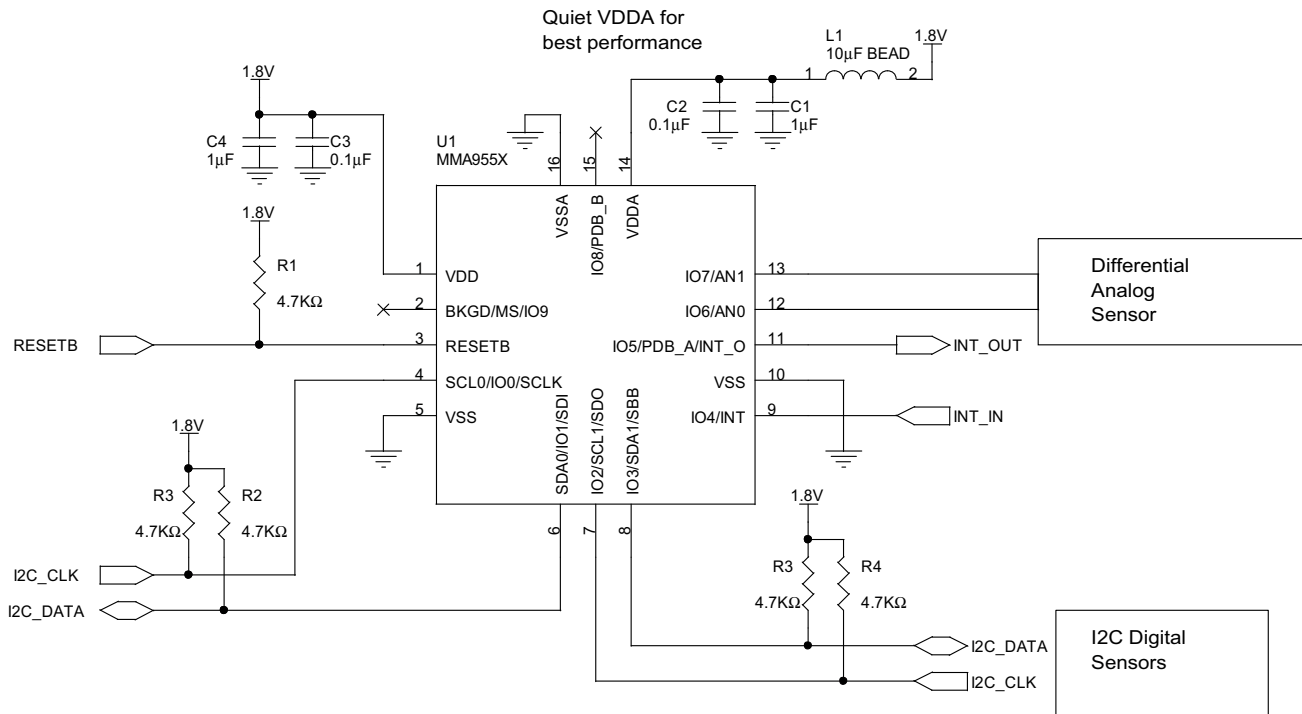 Quiet VDDA for
best performance
L1
10μF BEAD
1.8V
1
2
1.8V
C4
1μF
C3
0.1μF
C2
0.1μF
C1
1μF
U1
MMA955X
16
15
14
VSSA
IO8/PDB_B
VDDA
1.8V
R1
4.7KΩ
1
VDD
2
BKGD/MS/IO9
RESETB
3
RESETB
4
SCL0/IO0/SCLK
5
VSS
IO7/AN1
13
IO6/AN0
12
IO5/PDB_A/INT_O
11
INT_OUT
VSS
10
IO4/INT
9
INT_IN
Differential
Analog
Sensor
SDA0/IO1/SDI
IO2/SCL1/SDO
IO3/SDA1/SBB
6
7
8
1.8V
R3
4.7KΩ
R2
4.7KΩ
I2C_CLK
I2C_DATA
1.8V
R3
4.7KΩ
R4
4.7KΩ
I2C_DATA
I2C_CLK
I2C Digital
Sensors